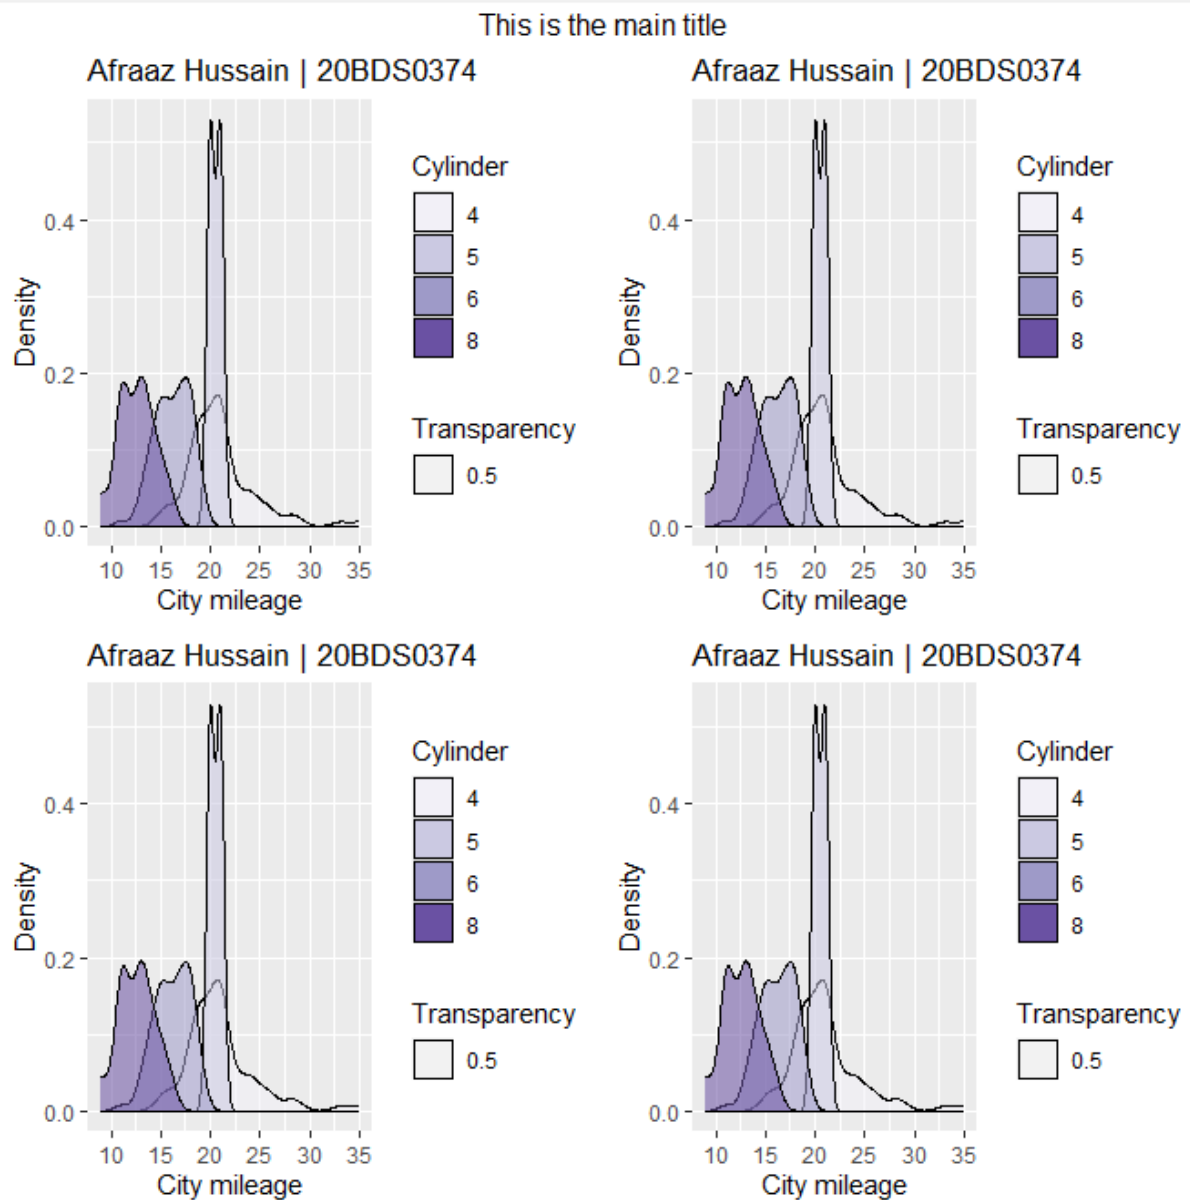 This is the main title
Afraaz Hussain | 20BDS0374
Density
0.4
0.2
0.0
10 15 20 25 30 35
City mileage
Cylinder
4
5
6
8
Transparency
0.5
Afraaz Hussain | 20BDS0374
Density
0.4
0.2
0.0
10 15 20 25 30 35
City mileage
Cylinder
4
5
6
8
Transparency
0.5
Afraaz Hussain | 20BDS0374
Density
0.4
0.2
0.0
10 15 20 25 30 35
City mileage
Cylinder
4
5
6
8
Transparency
0.5
Afraaz Hussain | 20BDS0374
Density
0.4
0.2
0.0
10 15 20 25 30 35
City mileage
Cylinder
4
5
6
8
Transparency
0.5